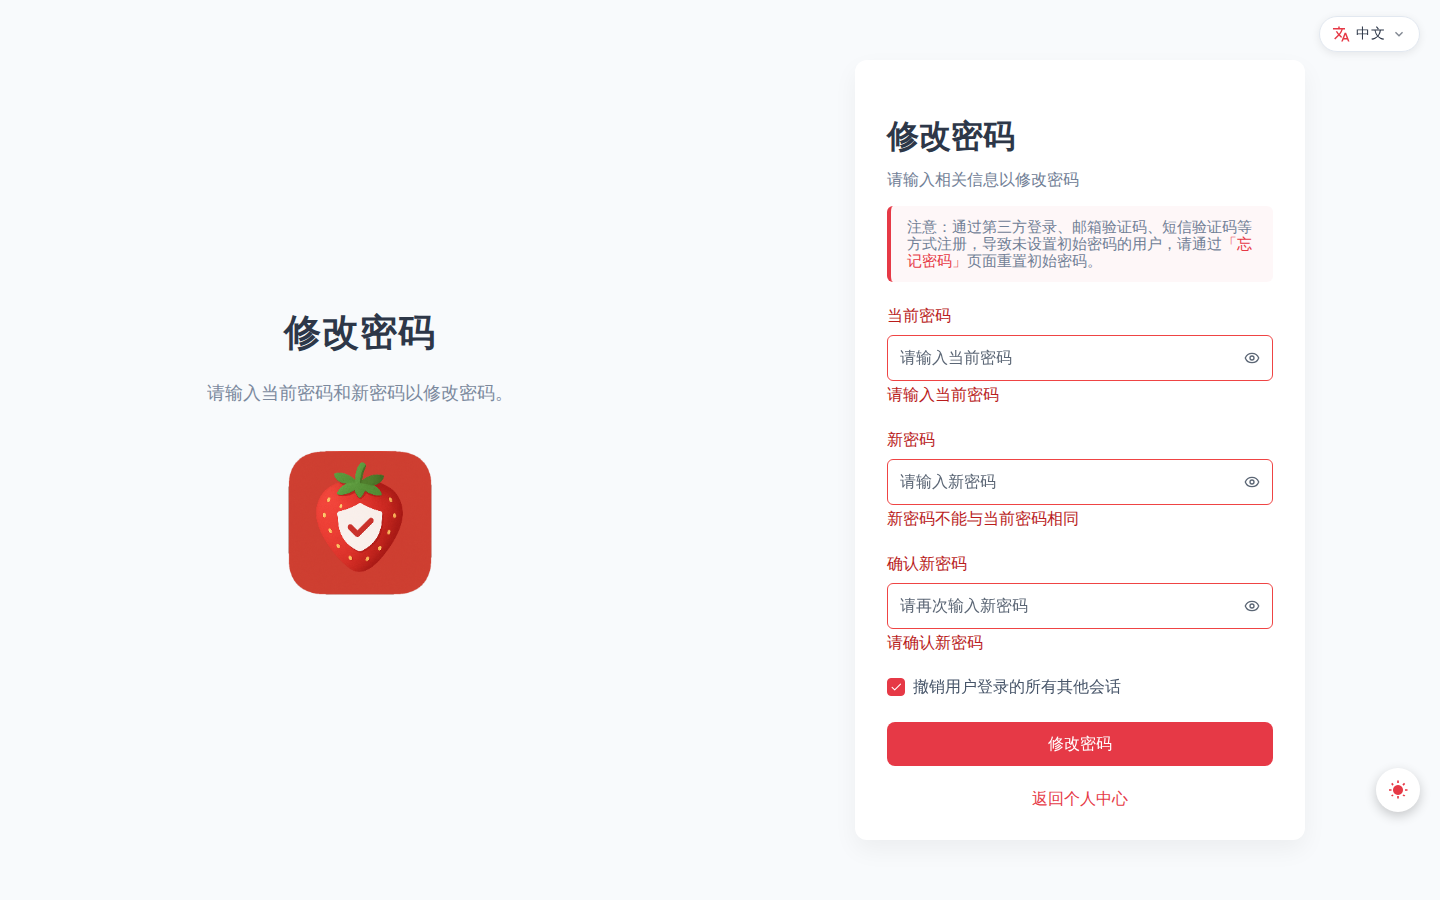 中文
修改密码
请输入当前密码和新密码以修改密码。
修改密码
请输入相关信息以修改密码
注意：通过第三方登录、邮箱验证码、短信验证码等
方式注册，导致未设置初始密码的用户，请通过「忘
记密码」页面重置初始密码。
当前密码
请输入当前密码
请输入当前密码
新密码
请输入新密码
新密码不能与当前密码相同
确认新密码
请再次输入新密码
请确认新密码
撤销用户登录的所有其他会话
修改密码
返回个人中心